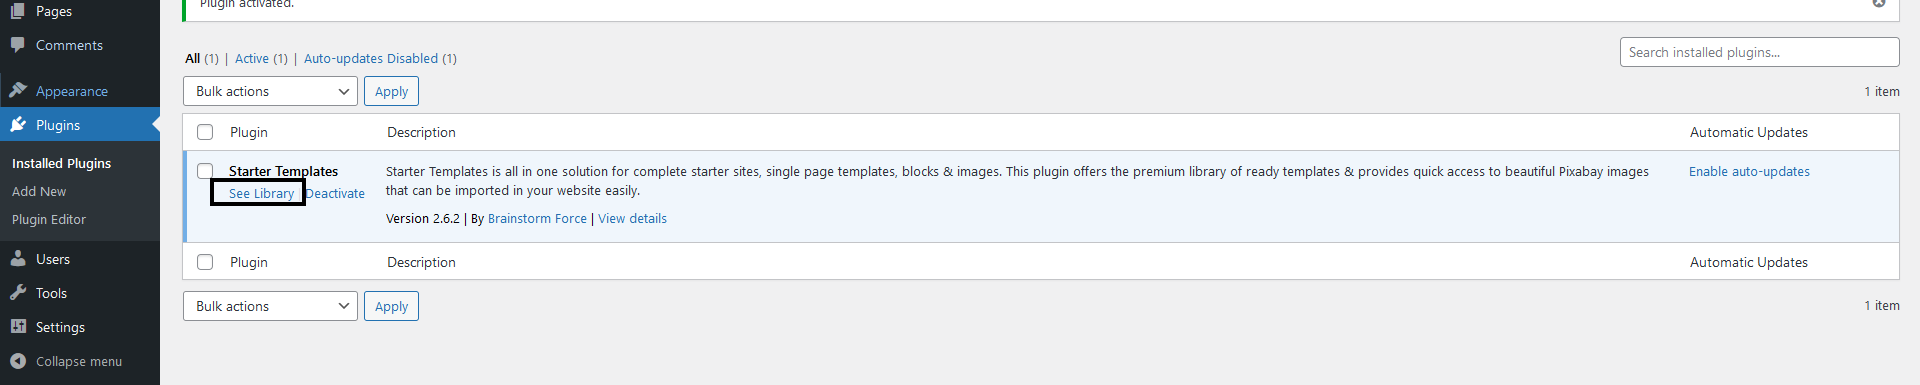 Pages
Comments
Appearance
Plugins
Installed Plugins
Add New
Plugin Editor
Users
Tools
Settings
Collapse menu
Plugin activated.
All (1) | Active (1) | Auto-updates Disabled (1)
Search installed plugins...
Bulk actions Apply
1 item
Plugin Description Automatic Updates
Starter Templates
See Library | Deactivate
Starter Templates is all in one solution for complete starter sites, single page templates, blocks & images. This plugin offers the premium library of ready templates & provides quick access to beautiful Pixabay images
that can be imported in your website easily.
Version 2.6.2 | By Brainstorm Force | View details
Enable auto-updates
Plugin Description Automatic Updates
Bulk actions Apply
1 item